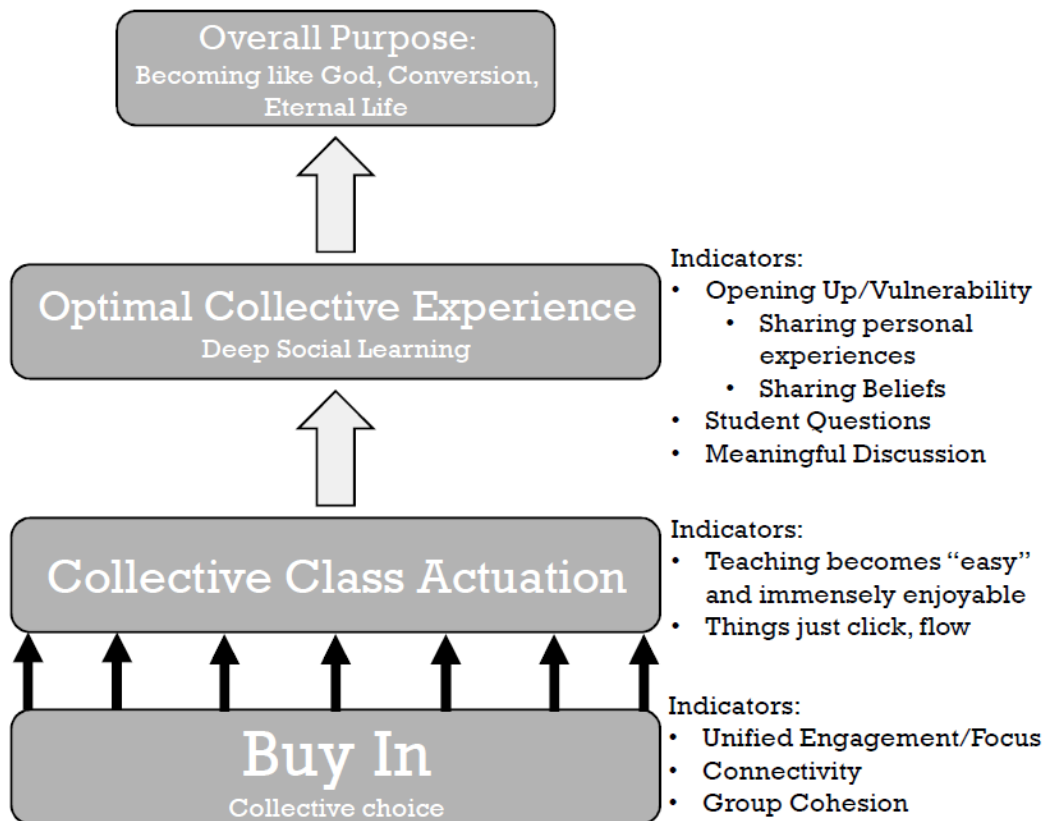 Overall Purpose:
Becoming like God, Conversion,
Eternal Life
Optimal Collective Experience
Deep Social Learning
Indicators:
• Opening Up/Vulnerability
• Sharing personal
experiences
• Sharing Beliefs
• Student Questions
• Meaningful Discussion
Collective Class Actuation
Indicators:
• Teaching becomes “easy”
and immensely enjoyable
• Things just click, flow
Buy In
Collective choice
Indicators:
• Unified Engagement/Focus
• Connectivity
• Group Cohesion